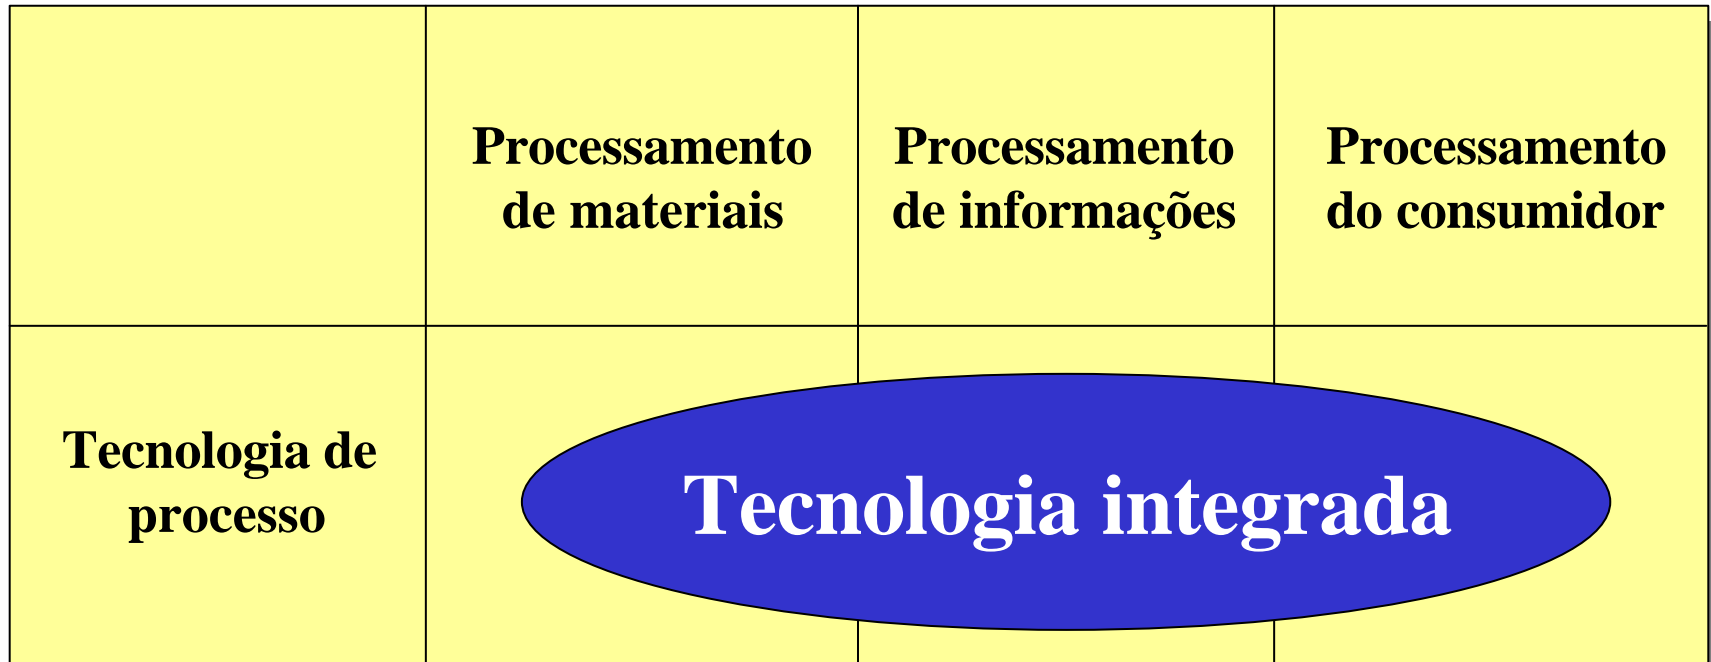 Processamento
de materiais
Processamento
de informações
Processamento
do consumidor
Tecnologia de
processo
Tecnologia integrada